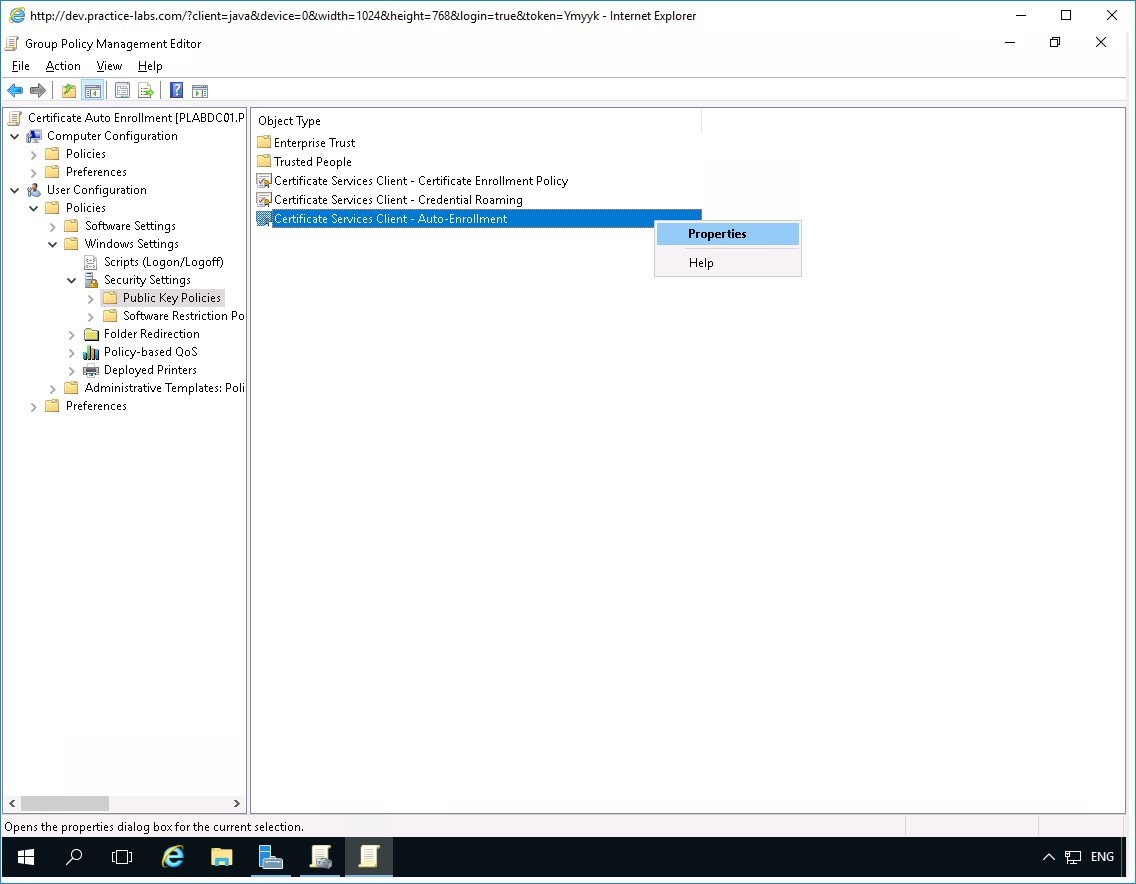 http://dev.practice-labs.com/?client=java&device=0&width=1024&height=768&login=true&token=Ymyyk - Internet Explorer
Group Policy Management Editor
File Action View Help
Certificate Auto Enrollment [PLABDC01.P
Computer Configuration
Policies
Preferences
User Configuration
Policies
Software Settings
Windows Settings
Scripts (Logon/Logoff)
Security Settings
Public Key Policies
Software Restriction Po
Folder Redirection
Policy-based QoS
Deployed Printers
Administrative Templates: Poli
Preferences
Object Type
Enterprise Trust
Trusted People
Certificate Services Client - Certificate Enrollment Policy
Certificate Services Client - Credential Roaming
Certificate Services Client - Auto-Enrollment
Properties
Help
Opens the properties dialog box for the current selection.
ENG